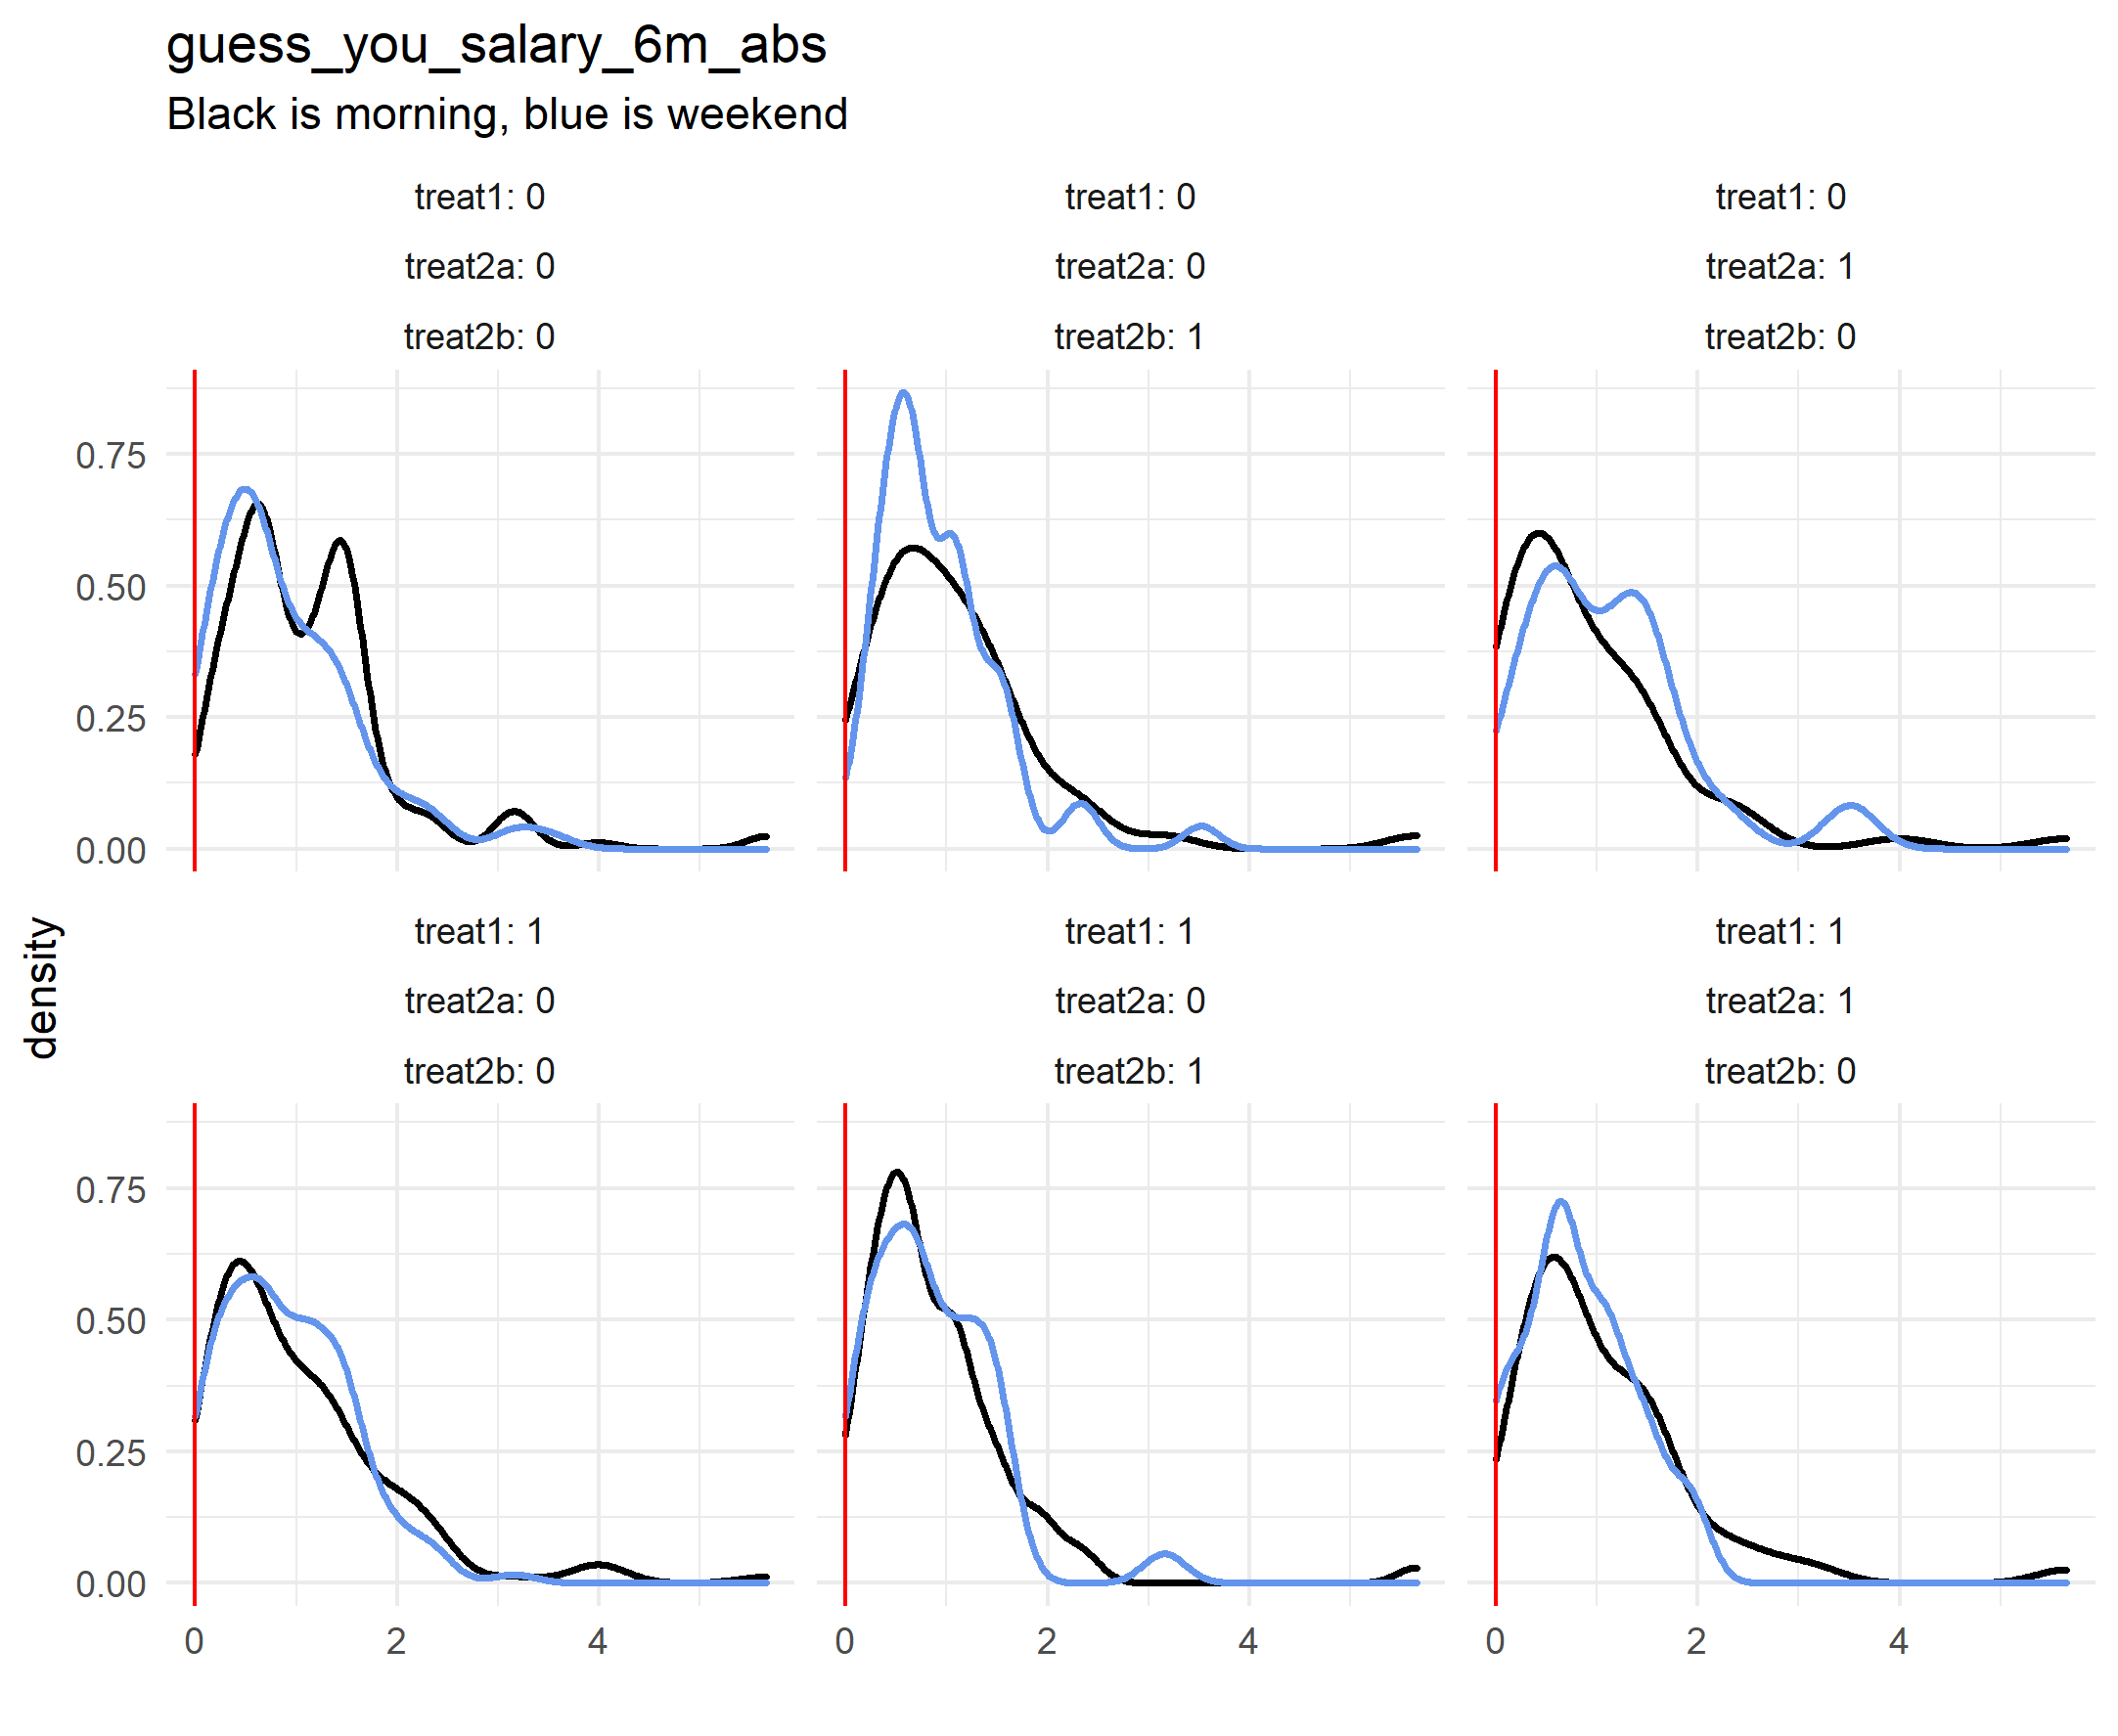 guess_you_salary_6m_abs
Black is morning, blue is weekend
treat1: 0
treat2a: 0
treat2b: 0
treat1: 0
treat2a: 0
treat2b: 1
treat1: 0
treat2a: 1
treat2b: 0
0.75
0.50
0.25
0.00
density
treat1: 1
treat2a: 0
treat2b: 0
treat1: 1
treat2a: 0
treat2b: 1
treat1: 1
treat2a: 1
treat2b: 0
0.75
0.50
0.25
0.00
0 2 4
0 2 4
0 2 4